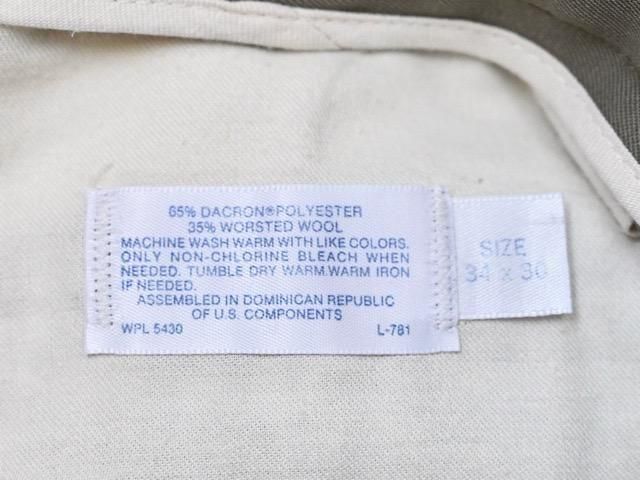 65% DACRON®POLYESTER
35% WORSTED WOOL
MACHINE WASH WARM WITH LIKE COLORS.
ONLY NON-CHLORINE BLEACH WHEN
NEEDED. TUMBLE DRY WARM.WARM IRON
IF NEEDED.
ASSEMBLED IN DOMINICAN REPUBLIC
OF U.S. COMPONENTS
WPL 5430 L-781
SIZE
34 x 30